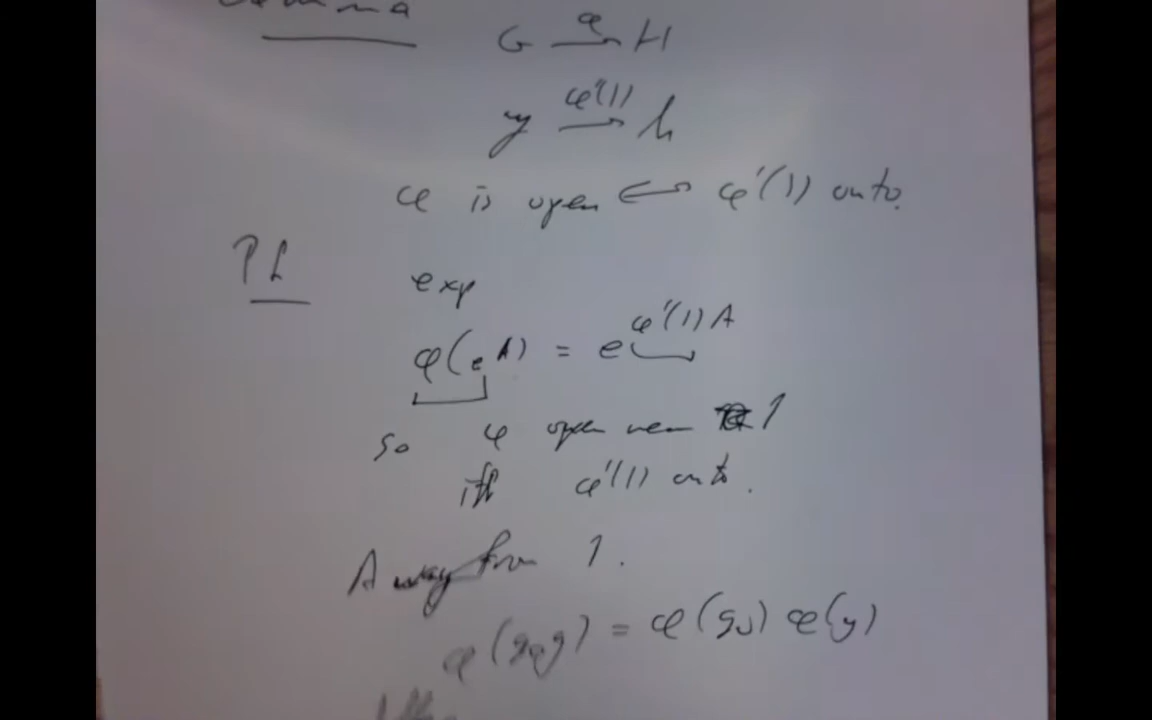 Lemma
G →^φ H
g →^{φ'(1)} h
φ is open ⟺ φ'(1) onto.
Pf
exp
φ(e^A) = e^{φ'(1)A}
so φ open near 1
iff φ'(1) onto.
Away from 1.
φ(g₀g) = φ(g₀) φ(g)